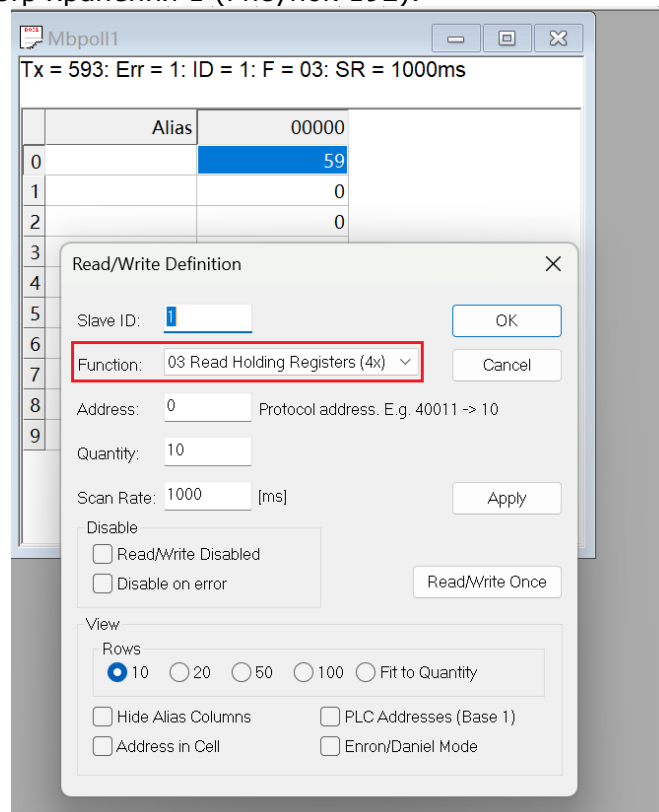 хранения 1 (Рисунок 192).
Mbpoll1
Tx = 593: Err = 1: ID = 1: F = 03: SR = 1000ms
Alias 00000
0 59
1 0
2 0
3
4
5
6
7
8
9
Read/Write Definition
Slave ID: 1
OK
Function: 03 Read Holding Registers (4x)
Cancel
Address: 0 Protocol address. E.g. 40011 -> 10
Quantity: 10
Scan Rate: 1000 [ms]
Apply
Disable
Read/Write Disabled
Disable on error
Read/Write Once
View
Rows
10 20 50 100 Fit to Quantity
Hide Alias Columns PLC Addresses (Base 1)
Address in Cell Enron/Daniel Mode